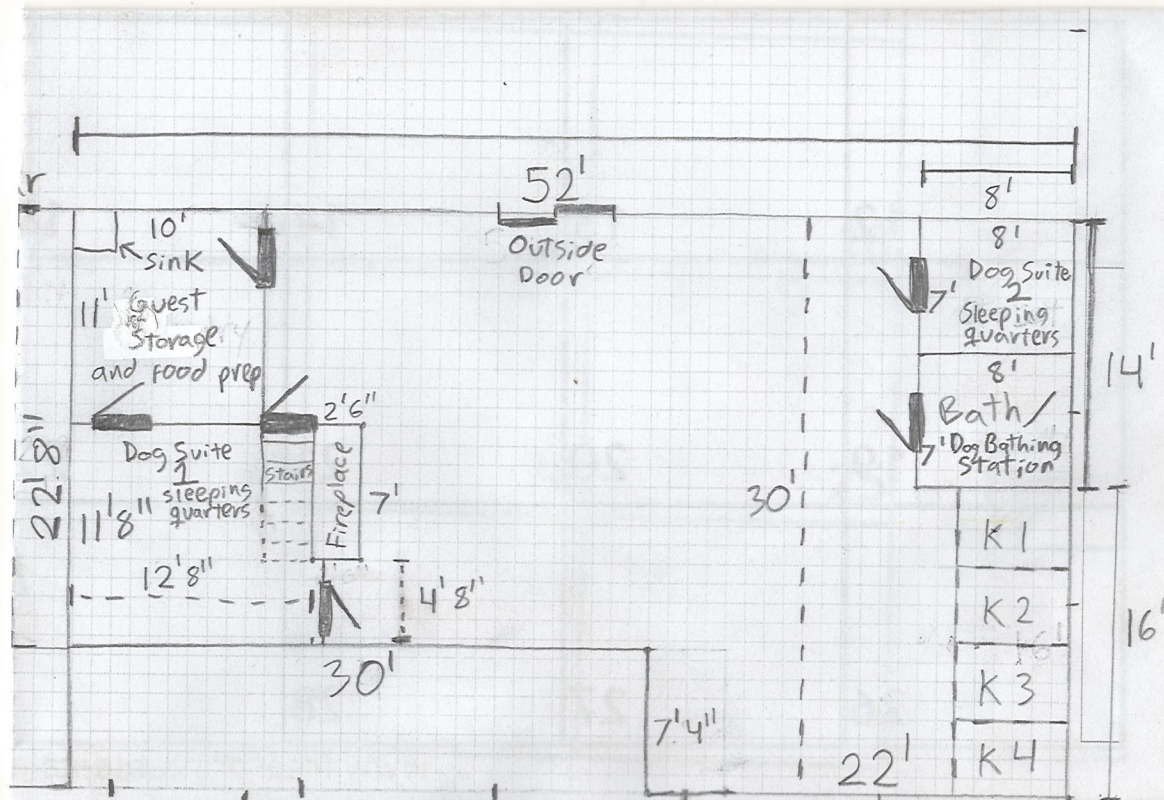 r
52'
8'
10'
sink
Outside
Door
8'
Dog Suite
2
Sleeping
quarters
7'
11'
Guest
Storage
and food prep
14'
8'
Bath/
Dog Bathing
Station
7'
2'6"
22'8"
Dog Suite
1
sleeping
quarters
Stairs
Fireplace
7'
11'8"
30'
K1
12'8"
4'8"
K2
16'
30'
K3
7'4"
22'
K4